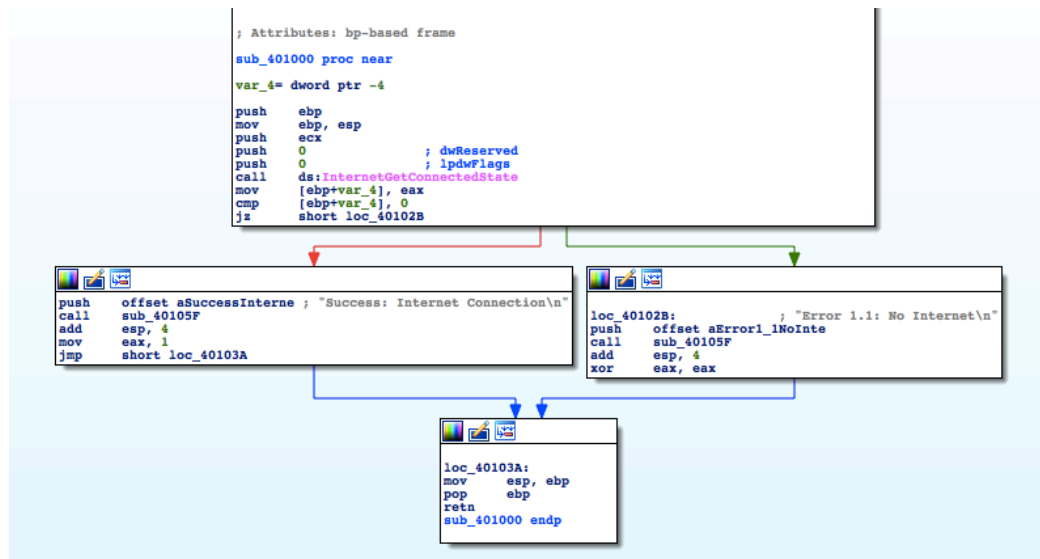 ; Attributes: bp-based frame
sub_401000 proc near
var_4= dword ptr -4
push ebp
mov ebp, esp
push ecx
push 0 ; dwReserved
push 0 ; lpdwFlags
call ds:InternetGetConnectedState
mov [ebp+var_4], eax
cmp [ebp+var_4], 0
jz short loc_40102B
push offset aSuccessInterne ; "Success: Internet Connection\n"
call sub_40105F
add esp, 4
mov eax, 1
jmp short loc_40103A
loc_40102B: ; "Error 1.1: No Internet\n"
push offset aError1_1NoInte
call sub_40105F
add esp, 4
xor eax, eax
loc_40103A:
mov esp, ebp
pop ebp
retn
sub_401000 endp